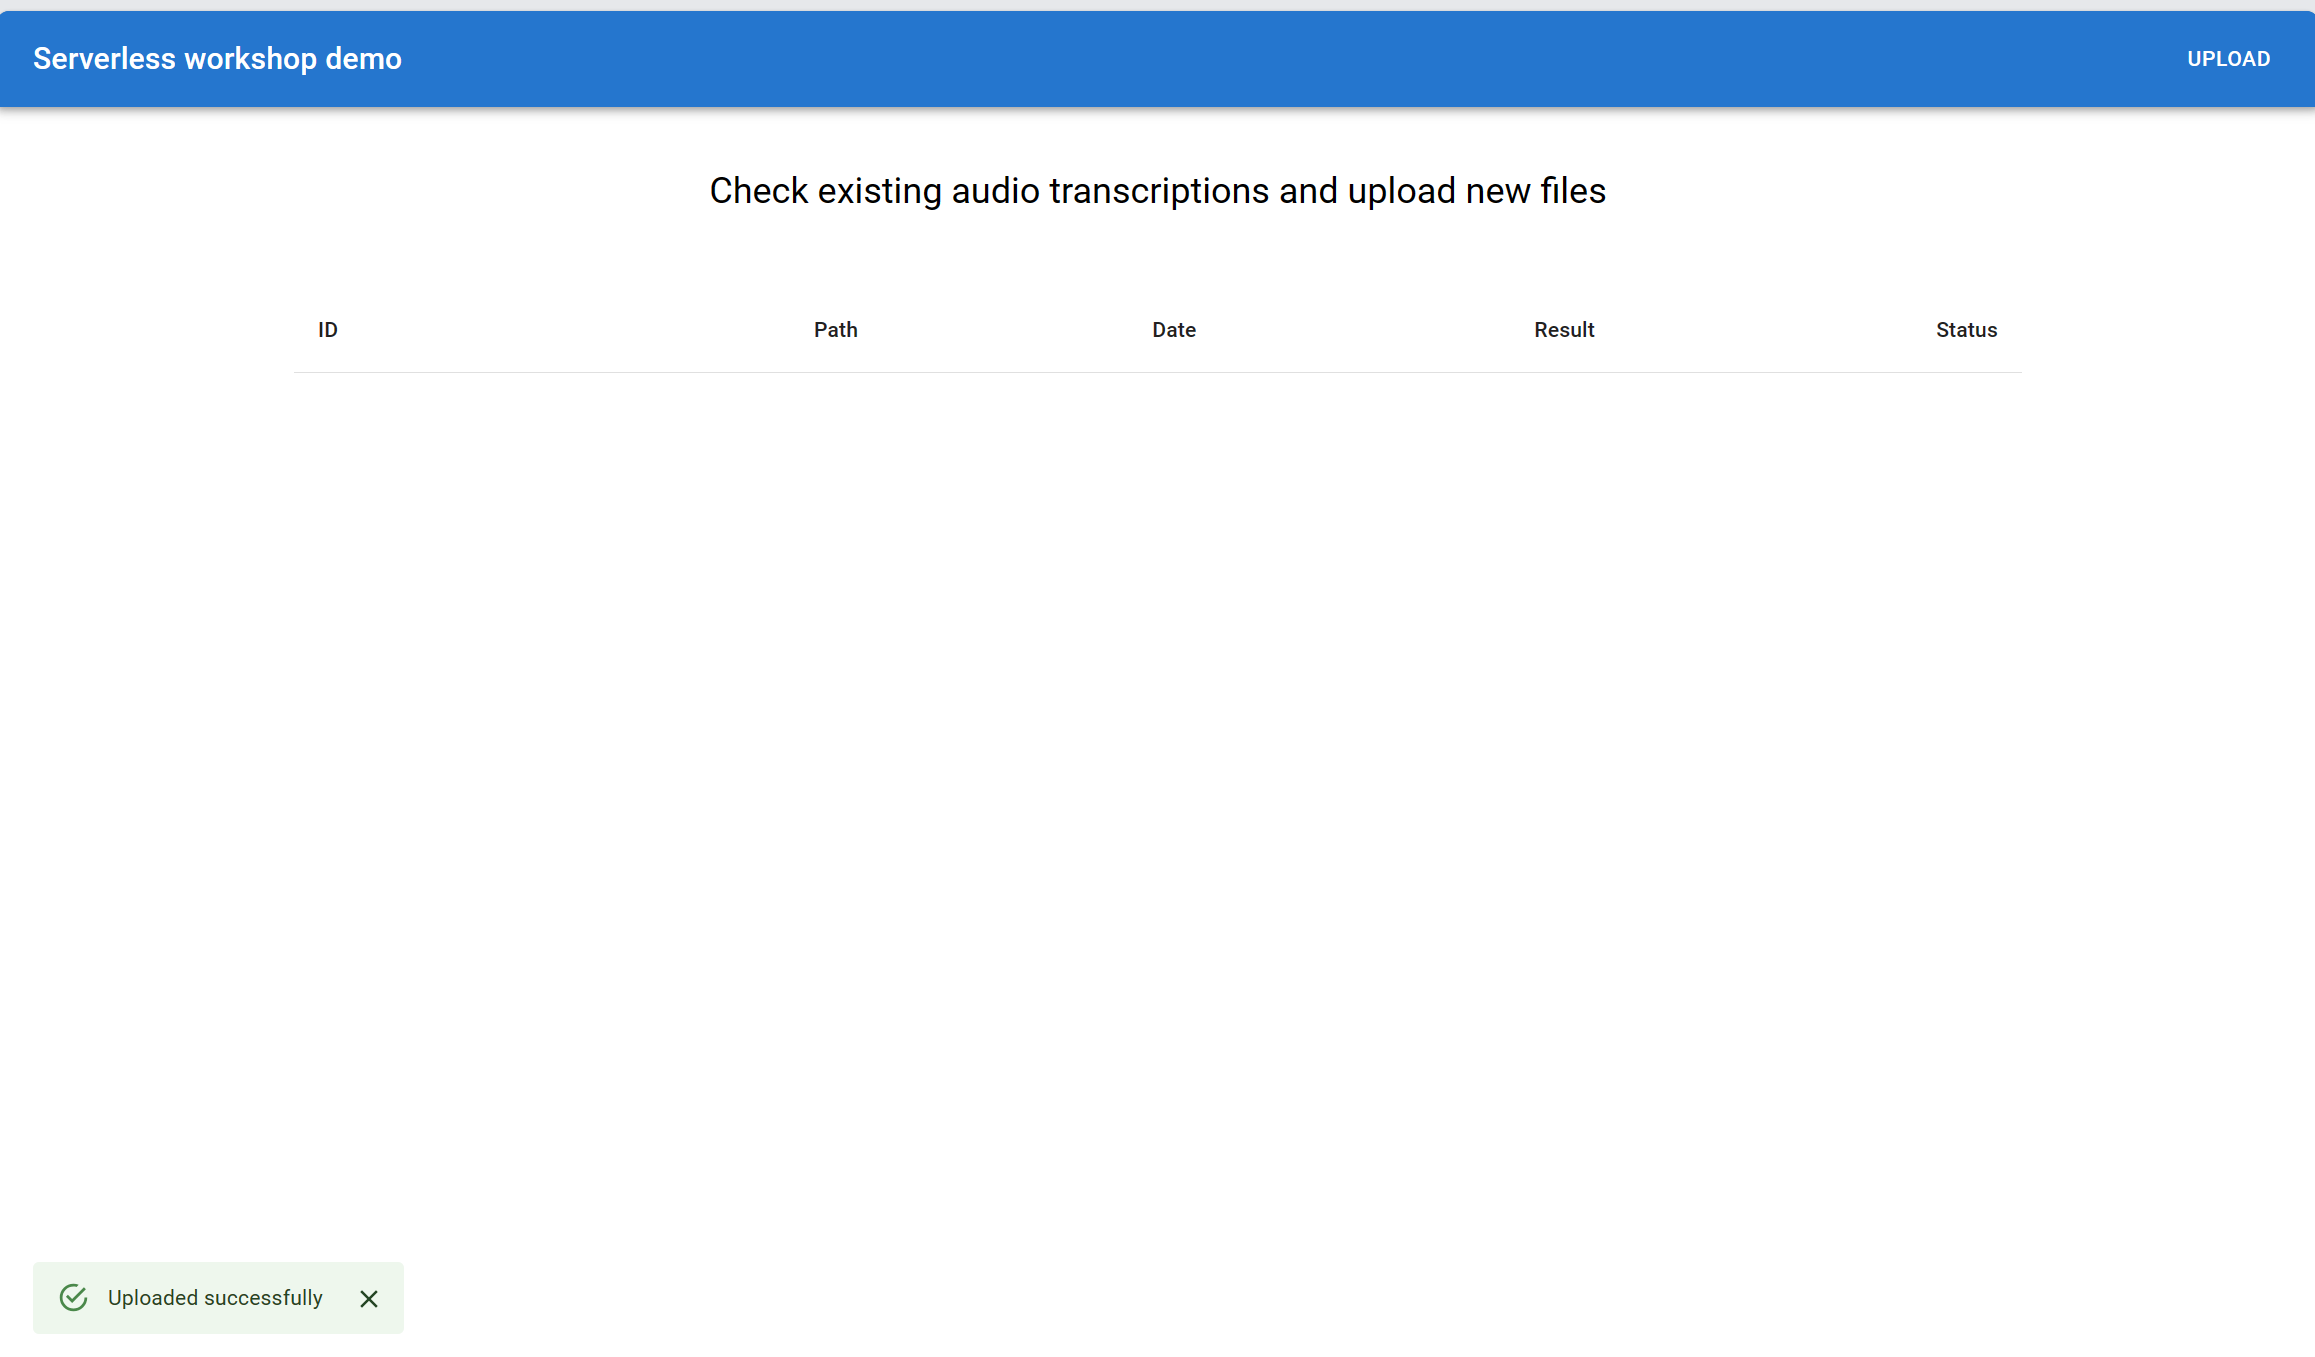 Serverless workshop demo
UPLOAD
Check existing audio transcriptions and upload new files
ID Path Date Result Status
Uploaded successfully